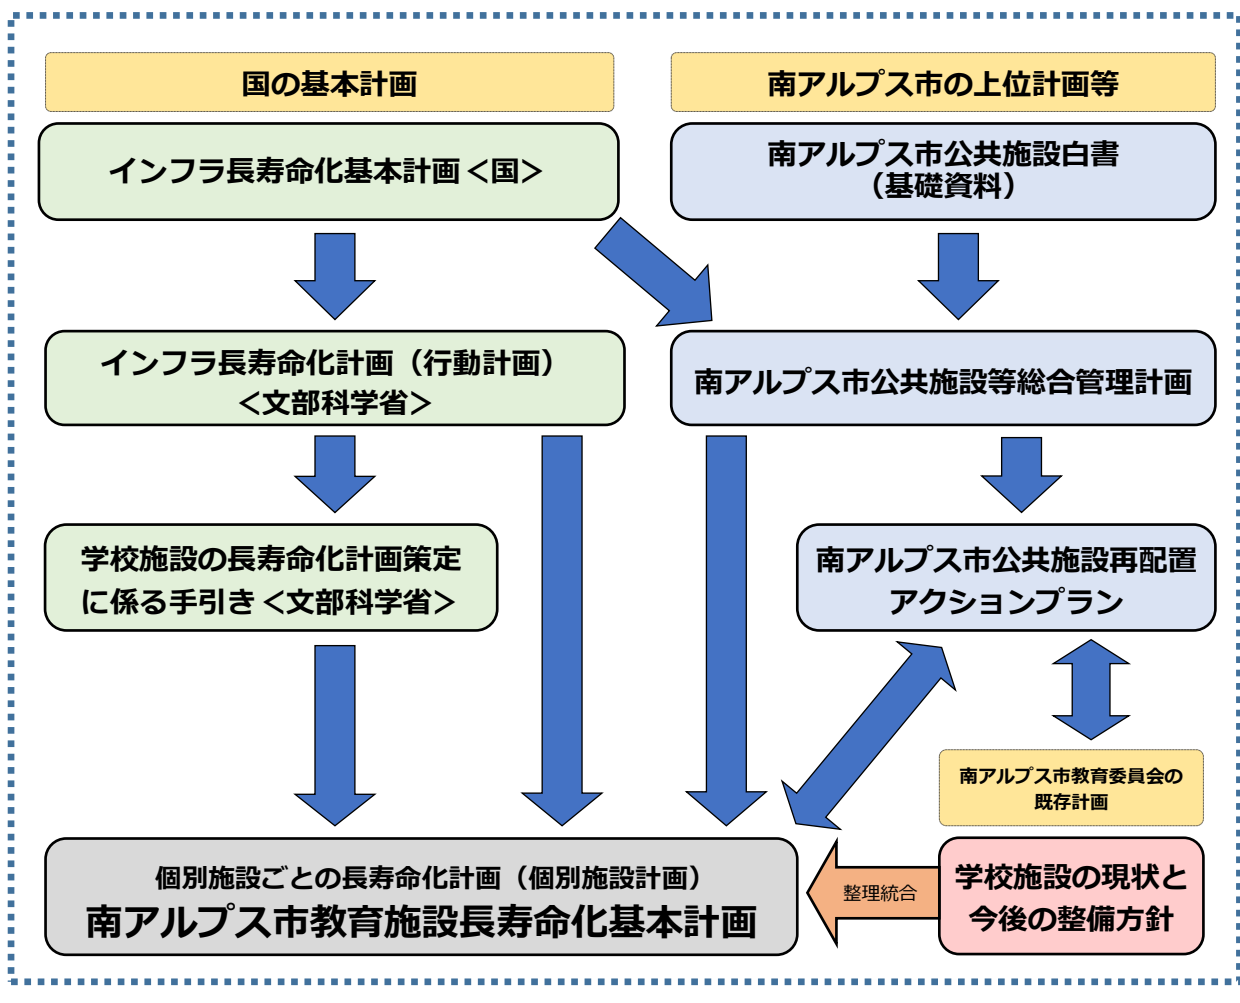 国の基本計画
南アルプス市の上位計画等
インフラ長寿命化基本計画＜国＞
南アルプス市公共施設白書
（基礎資料）
インフラ長寿命化計画（行動計画）
＜文部科学省＞
南アルプス市公共施設等総合管理計画
学校施設の長寿命化計画策定
に係る手引き＜文部科学省＞
南アルプス市公共施設再配置
アクションプラン
南アルプス市教育委員会の
既存計画
個別施設ごとの長寿命化計画（個別施設計画）
南アルプス市教育施設長寿命化基本計画
整理統合
学校施設の現状と
今後の整備方針